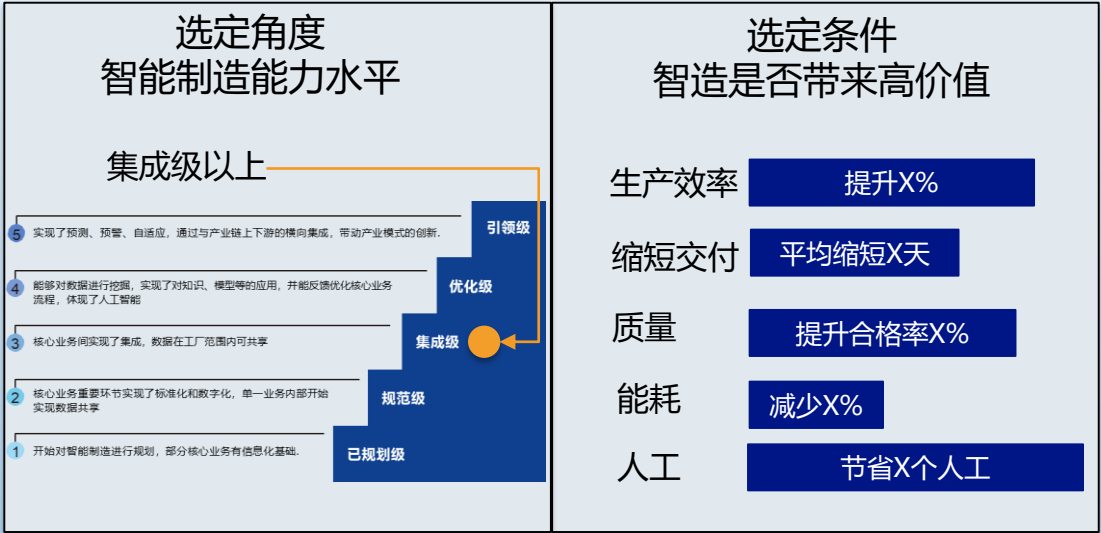 选定角度
智能制造能力水平
集成级以上
5
实现了预测、预警、自适应，通过与产业链上下游的横向集成，带动产业模式的创新.
引领级
4
能够对数据进行挖掘，实现了对知识、模型等的应用，并能反馈优化核心业务
流程，体现了人工智能
优化级
3
核心业务间实现了集成，数据在工厂范围内可共享
集成级
2
核心业务重要环节实现了标准化和数字化，单一业务内部开始
实现数据共享
规范级
1
开始对智能制造进行规划，部分核心业务有信息化基础.
已规划级
选定条件
智造是否带来高价值
生产效率
提升X%
缩短交付
平均缩短X天
质量
提升合格率X%
能耗
减少X%
人工
节省X个人工